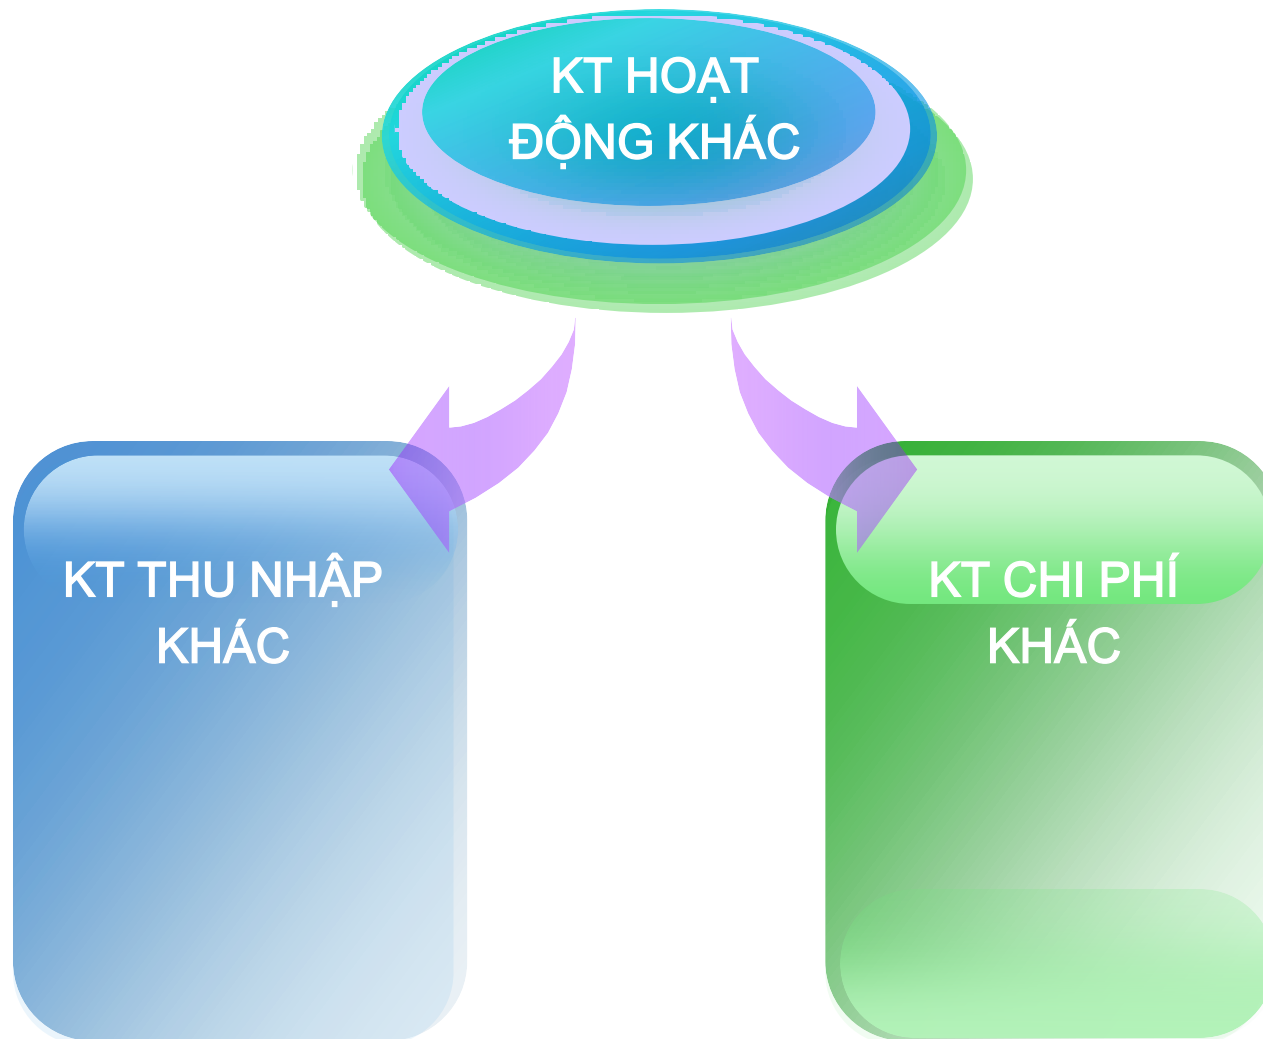 KT HOẠT
ĐỘNG KHÁC
KT THU NHẬP
KHÁC
KT CHI PHÍ
KHÁC